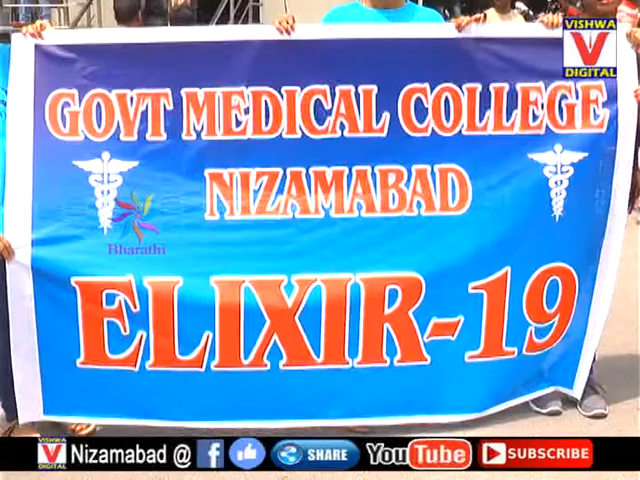 VISHWA
V
DIGITAL
GOVT MEDICAL COLLEGE
NIZAMABAD
Bharathi
ELIXIR-19
VISHWA
V
DIGITAL
Nizamabad @ f SHARE YouTube SUBSCRIBE